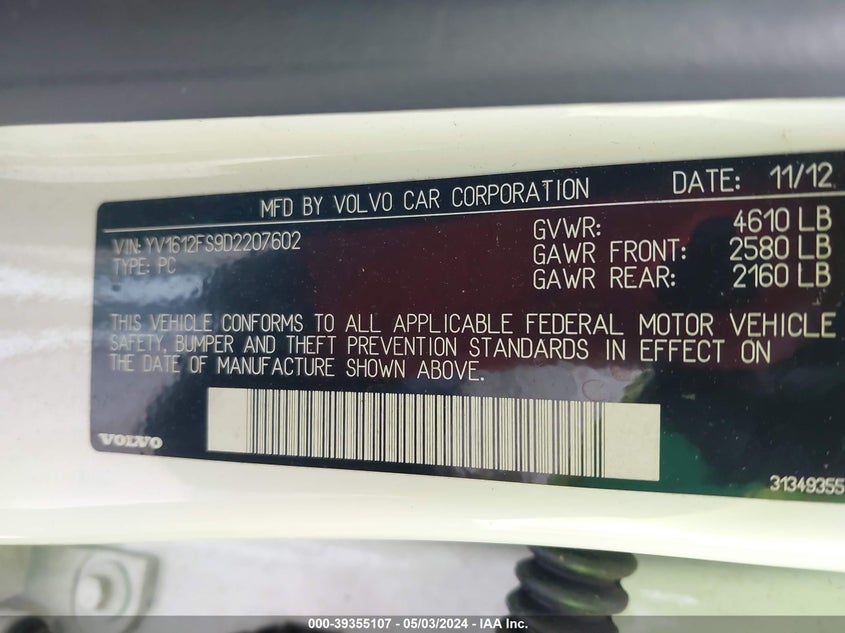 MFD BY VOLVO CAR CORPORATION DATE: 11/12
VIN: YV1612FS9D2207602 GVWR: 4610 LB
TYPE: PC GAWR FRONT: 2580 LB
GAWR REAR: 2160 LB
THIS VEHICLE CONFORMS TO ALL APPLICABLE FEDERAL MOTOR VEHICLE
SAFETY, BUMPER AND THEFT PREVENTION STANDARDS IN EFFECT ON
THE DATE OF MANUFACTURE SHOWN ABOVE.
VOLVO
31349355
000-39355107 - 05/03/2024 - IAA Inc.